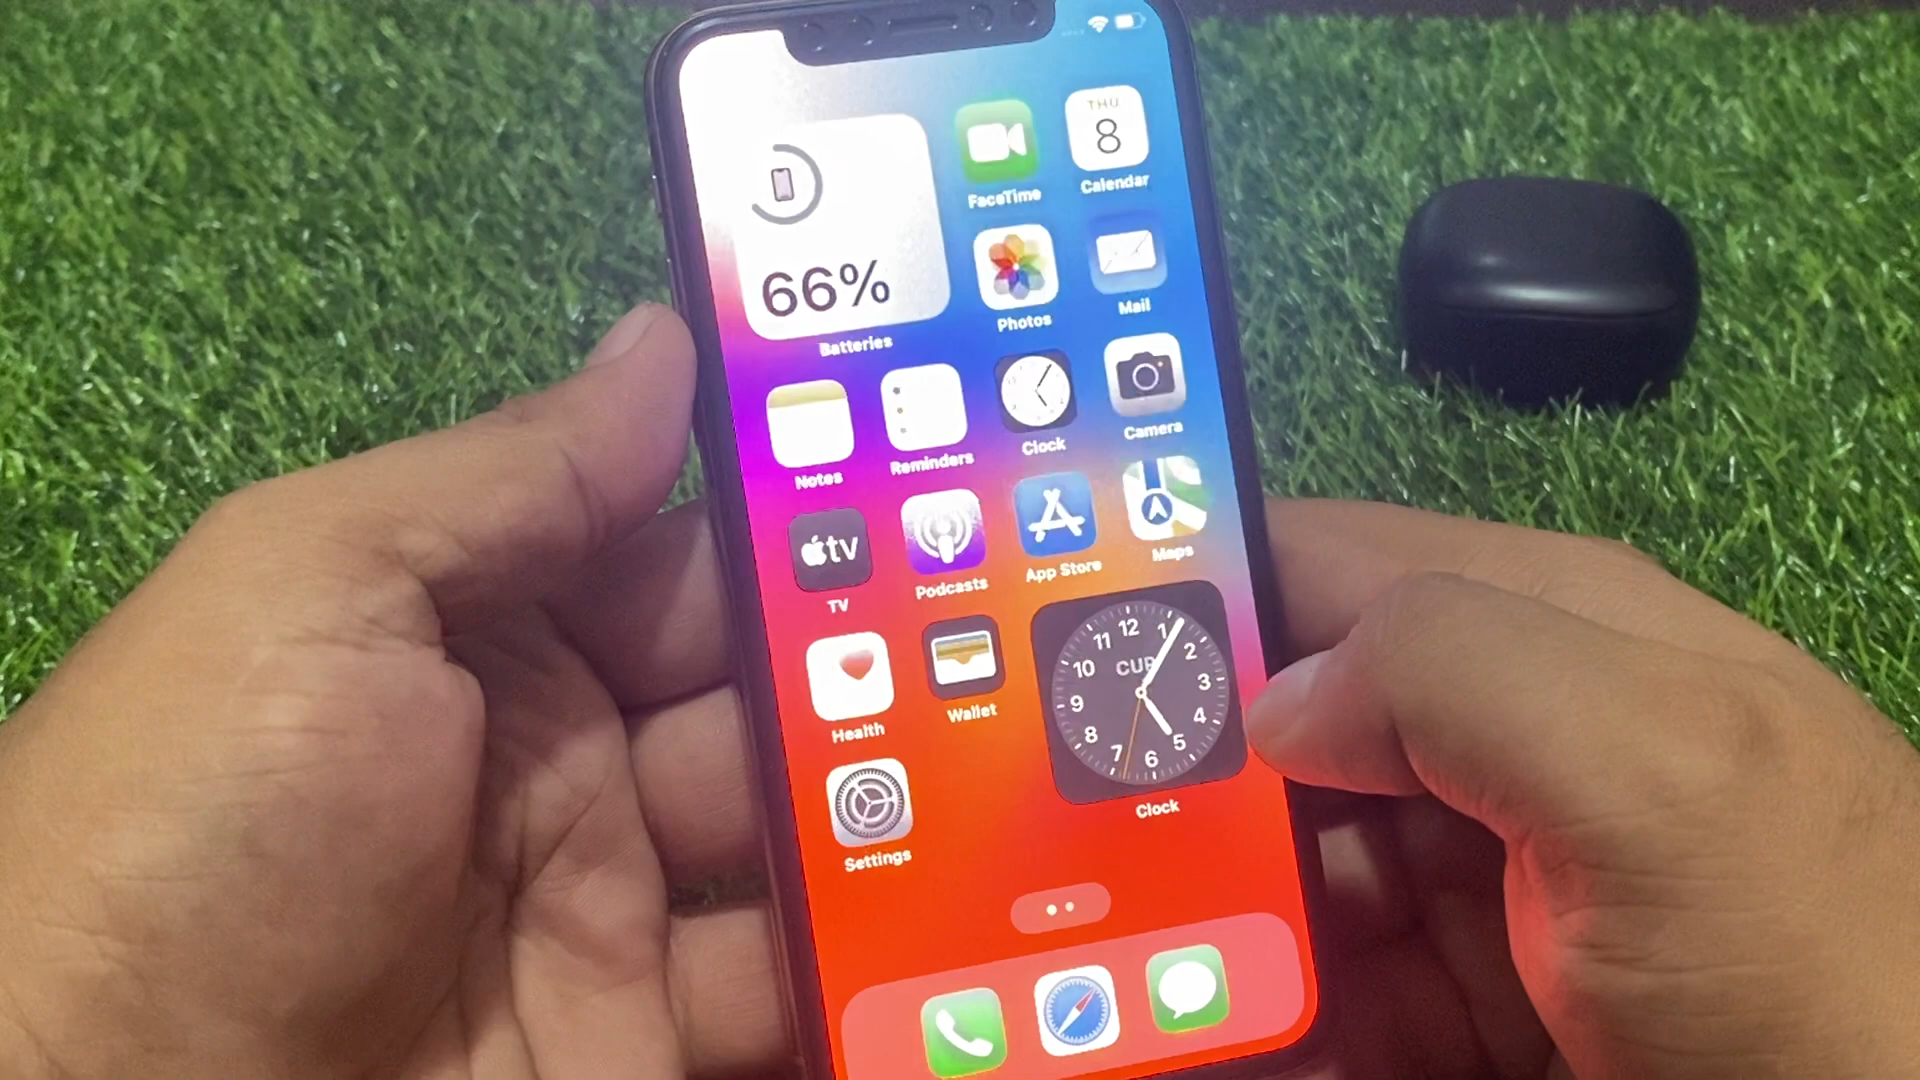 THU
8
FaceTime
Calendar
66%
Batteries
Photos
Mail
Notes
Reminders
Clock
Camera
tv
TV
Podcasts
App Store
Maps
Health
Wallet
12
1
2
3
4
5
6
7
8
9
10
11
CUP
Clock
Settings